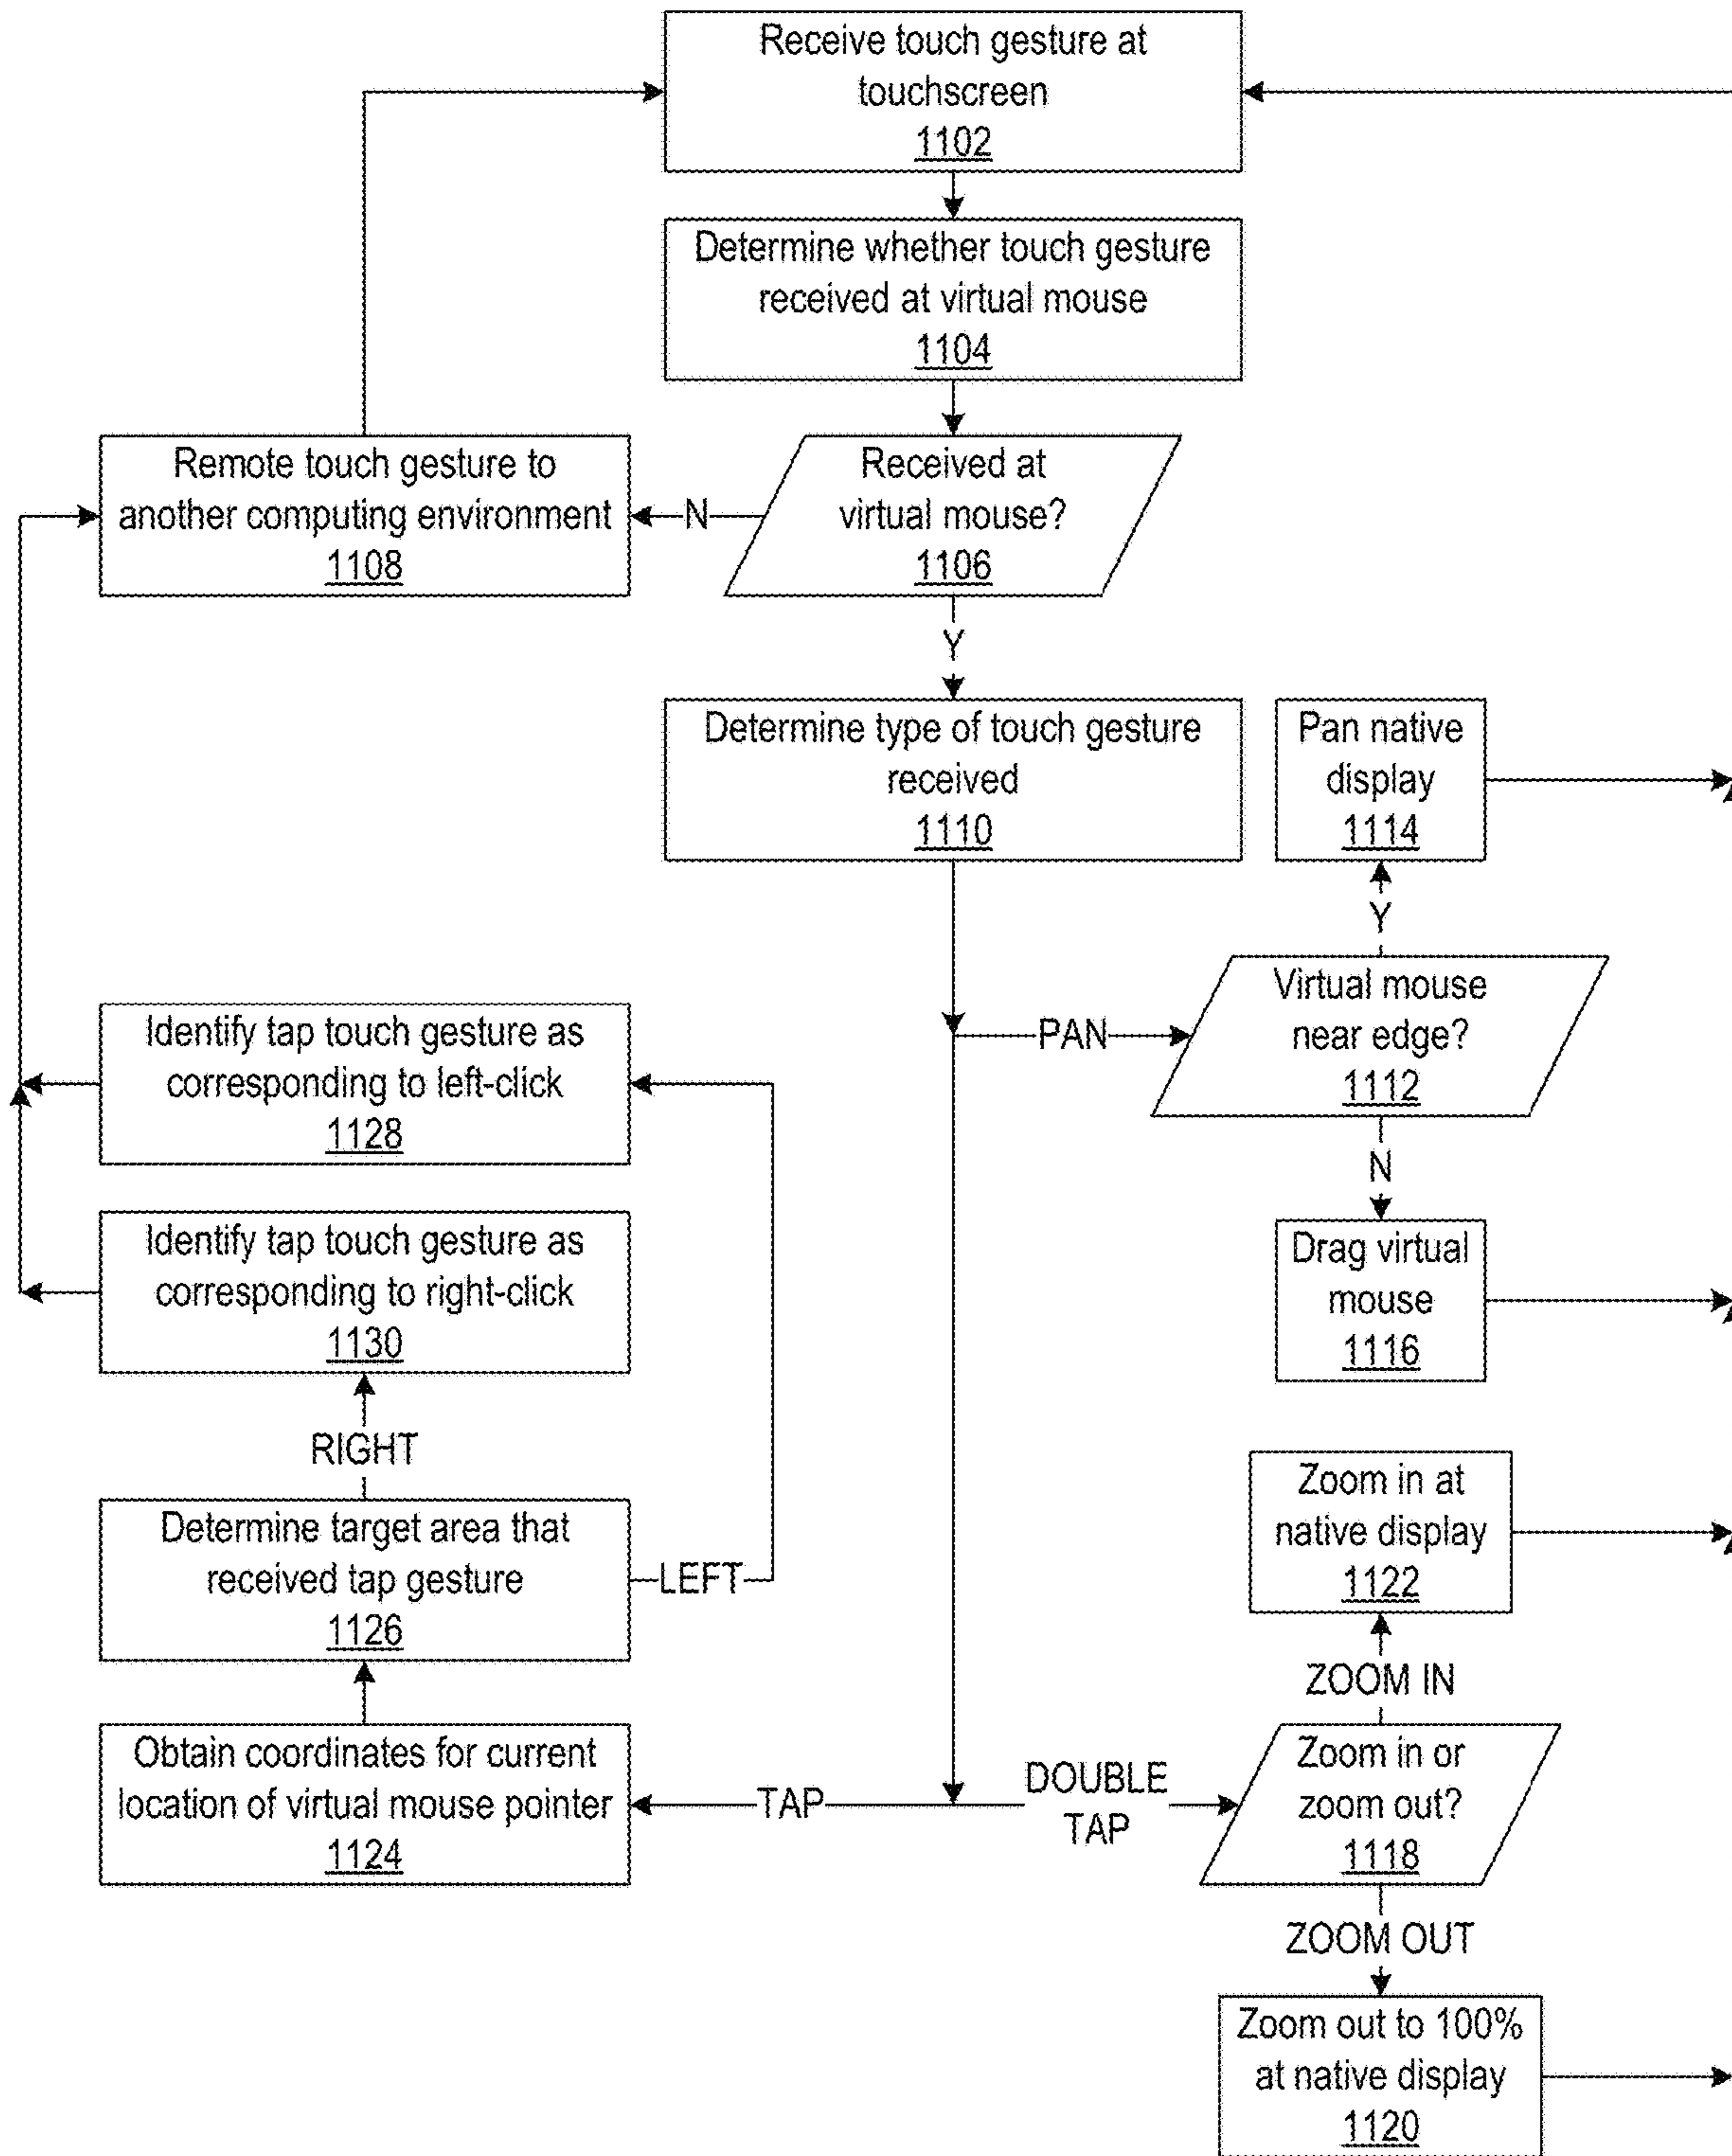 Receive touch gesture at
touchscreen
1102
Determine whether touch gesture
received at virtual mouse
1104
Remote touch gesture to
another computing environment
1108
N
Received at
virtual mouse?
1106
Y
Determine type of touch gesture
received
1110
Pan native
display
1114
Y
PAN
Virtual mouse
near edge?
1112
N
Drag virtual
mouse
1116
Identify tap touch gesture as
corresponding to left-click
1128
Identify tap touch gesture as
corresponding to right-click
1130
RIGHT
Determine target area that
received tap gesture
1126
LEFT
Zoom in at
native display
1122
ZOOM IN
Obtain coordinates for current
location of virtual mouse pointer
1124
TAP
DOUBLE
TAP
Zoom in or
zoom out?
1118
ZOOM OUT
Zoom out to 100%
at native display
1120